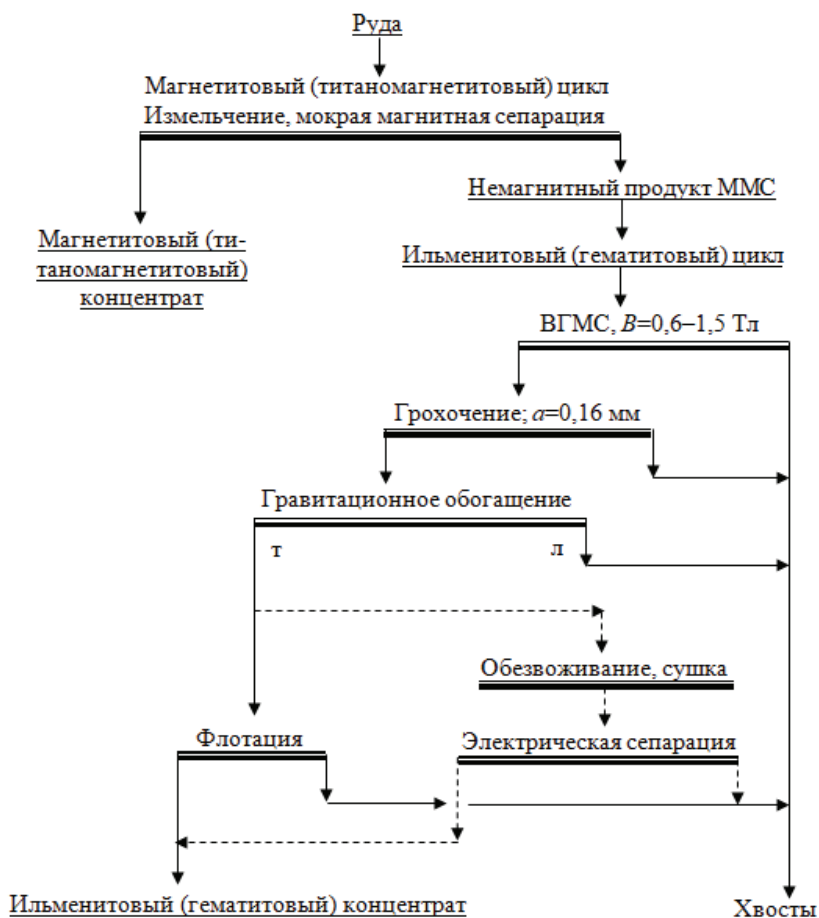 Руда
Магнетитовый (титаномагнетитовый) цикл
Измельчение, мокрая магнитная сепарация
Немагнитный продукт ММС
Магнетитовый (ти-
таномагнетитовый)
концентрат
Ильменитовый (гематитовый) цикл
ВГМС, B=0,6–1,5 Тл
Грохочение; a=0,16 мм
Гравитационное обогащение
т
л
Обезвоживание, сушка
Флотация
Электрическая сепарация
Ильменитовый (гематитовый) концентрат
Хвосты